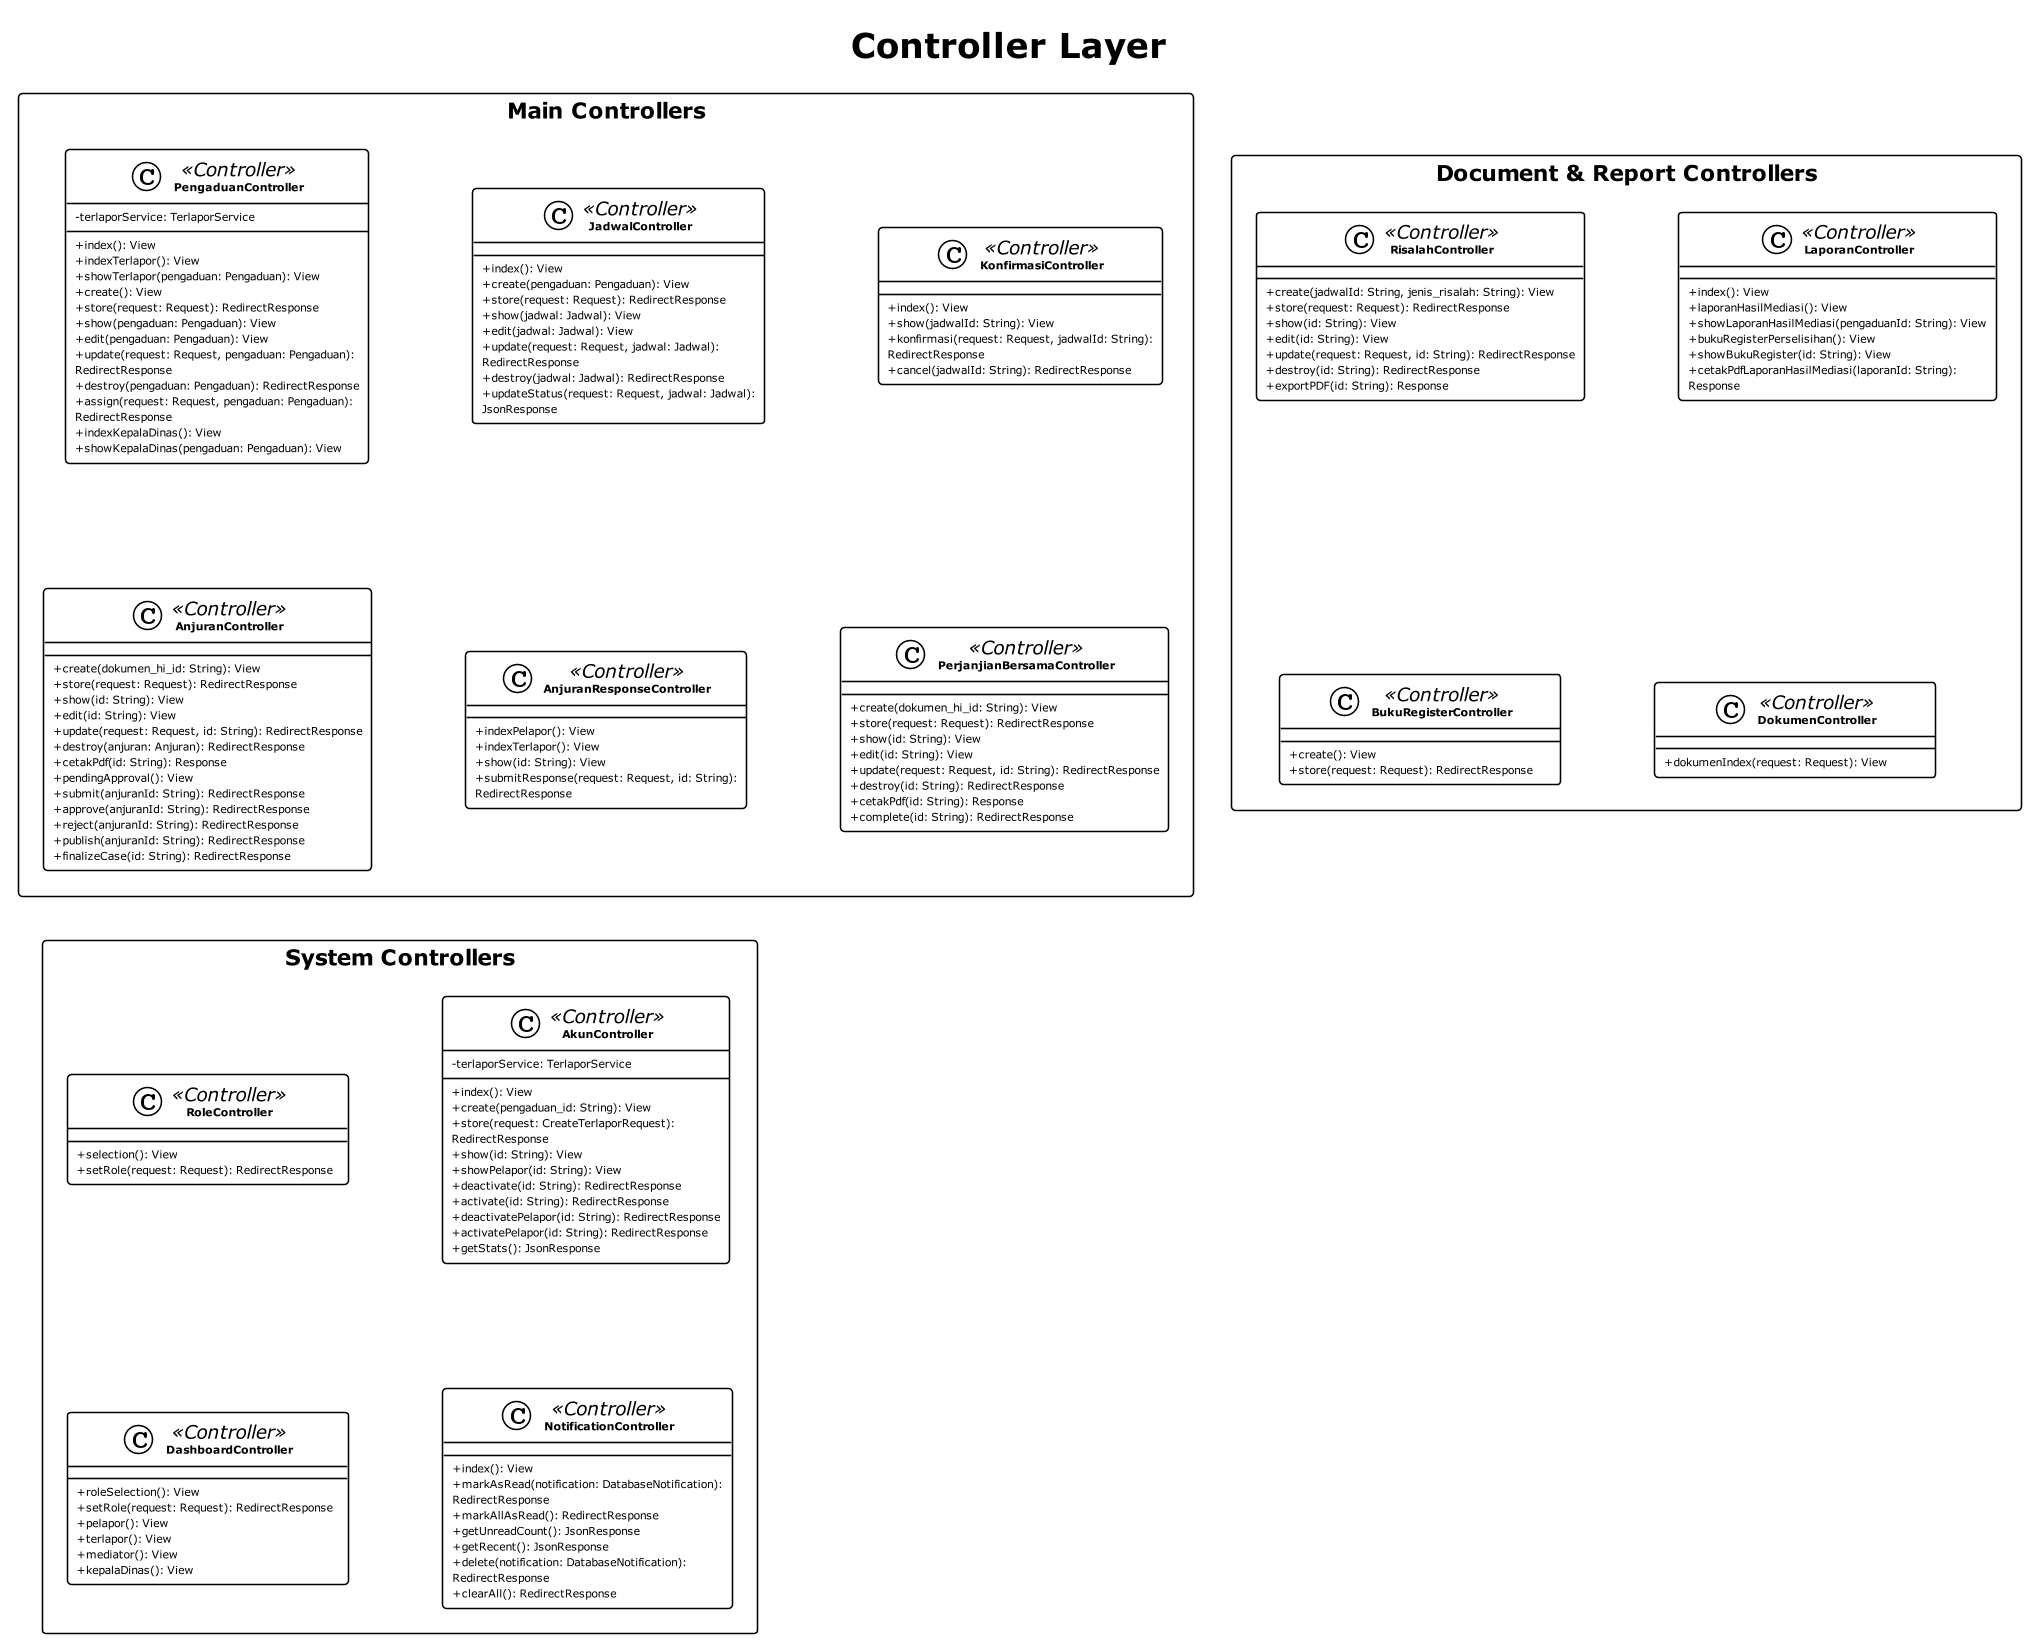 Controller Layer
Main Controllers
C «Controller»
PengaduanController
-terlaporService: TerlaporService
+index(): View
+indexTerlapor(): View
+showTerlapor(pengaduan: Pengaduan): View
+create(): View
+store(request: Request): RedirectResponse
+show(pengaduan: Pengaduan): View
+edit(pengaduan: Pengaduan): View
+update(request: Request, pengaduan: Pengaduan):
RedirectResponse
+destroy(pengaduan: Pengaduan): RedirectResponse
+assign(request: Request, pengaduan: Pengaduan):
RedirectResponse
+indexKepalaDinas(): View
+showKepalaDinas(pengaduan: Pengaduan): View
C «Controller»
JadwalController
+index(): View
+create(pengaduan: Pengaduan): View
+store(request: Request): RedirectResponse
+show(jadwal: Jadwal): View
+edit(jadwal: Jadwal): View
+update(request: Request, jadwal: Jadwal):
RedirectResponse
+destroy(jadwal: Jadwal): RedirectResponse
+updateStatus(request: Request, jadwal: Jadwal):
JsonResponse
C «Controller»
KonfirmasiController
+index(): View
+show(jadwalId: String): View
+konfirmasi(request: Request, jadwalId: String):
RedirectResponse
+cancel(jadwalId: String): RedirectResponse
C «Controller»
AnjuranController
+create(dokumen_hi_id: String): View
+store(request: Request): RedirectResponse
+show(id: String): View
+edit(id: String): View
+update(request: Request, id: String): RedirectResponse
+destroy(anjuran: Anjuran): RedirectResponse
+cetakPdf(id: String): Response
+pendingApproval(): View
+submit(anjuranId: String): RedirectResponse
+approve(anjuranId: String): RedirectResponse
+reject(anjuranId: String): RedirectResponse
+publish(anjuranId: String): RedirectResponse
+finalizeCase(id: String): RedirectResponse
C «Controller»
AnjuranResponseController
+indexPelapor(): View
+indexTerlapor(): View
+show(id: String): View
+submitResponse(request: Request, id: String):
RedirectResponse
C «Controller»
PerjanjianBersamaController
+create(dokumen_hi_id: String): View
+store(request: Request): RedirectResponse
+show(id: String): View
+edit(id: String): View
+update(request: Request, id: String): RedirectResponse
+destroy(id: String): RedirectResponse
+cetakPdf(id: String): Response
+complete(id: String): RedirectResponse
Document & Report Controllers
C «Controller»
RisalahController
+create(jadwalId: String, jenis_risalah: String): View
+store(request: Request): RedirectResponse
+show(id: String): View
+edit(id: String): View
+update(request: Request, id: String): RedirectResponse
+destroy(id: String): RedirectResponse
+exportPDF(id: String): Response
C «Controller»
LaporanController
+index(): View
+laporanHasilMediasi(): View
+showLaporanHasilMediasi(pengaduanId: String): View
+bukuRegisterPerselisihan(): View
+showBukuRegister(id: String): View
+cetakPdfLaporanHasilMediasi(laporanId: String):
Response
C «Controller»
BukuRegisterController
+create(): View
+store(request: Request): RedirectResponse
C «Controller»
DokumenController
+dokumenIndex(request: Request): View
System Controllers
C «Controller»
RoleController
+selection(): View
+setRole(request: Request): RedirectResponse
C «Controller»
AkunController
-terlaporService: TerlaporService
+index(): View
+create(pengaduan_id: String): View
+store(request: CreateTerlaporRequest):
RedirectResponse
+show(id: String): View
+showPelapor(id: String): View
+deactivate(id: String): RedirectResponse
+activate(id: String): RedirectResponse
+deactivatePelapor(id: String): RedirectResponse
+activatePelapor(id: String): RedirectResponse
+getStats(): JsonResponse
C «Controller»
DashboardController
+roleSelection(): View
+setRole(request: Request): RedirectResponse
+pelapor(): View
+terlapor(): View
+mediator(): View
+kepalaDinas(): View
C «Controller»
NotificationController
+index(): View
+markAsRead(notification: DatabaseNotification):
RedirectResponse
+markAllAsRead(): RedirectResponse
+getUnreadCount(): JsonResponse
+getRecent(): JsonResponse
+delete(notification: DatabaseNotification):
RedirectResponse
+clearAll(): RedirectResponse